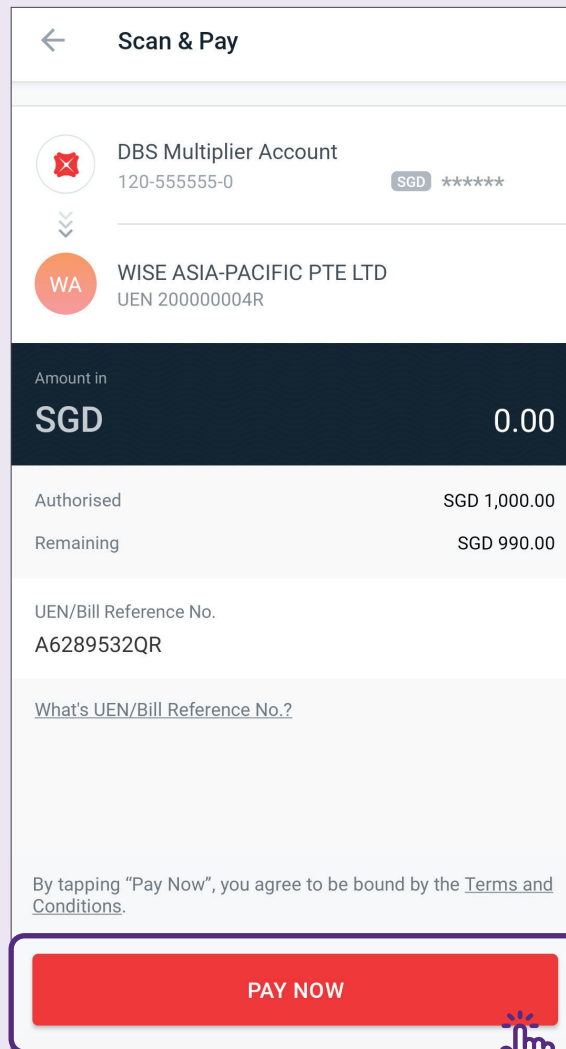 Scan & Pay
DBS Multiplier Account
120-555555-0 SGD ******
WA
WISE ASIA-PACIFIC PTE LTD
UEN 200000004R
Amount in
SGD 0.00
Authorised SGD 1,000.00
Remaining SGD 990.00
UEN/Bill Reference No.
A6289532QR
What's UEN/Bill Reference No.?
By tapping “Pay Now”, you agree to be bound by the Terms and
Conditions.
PAY NOW